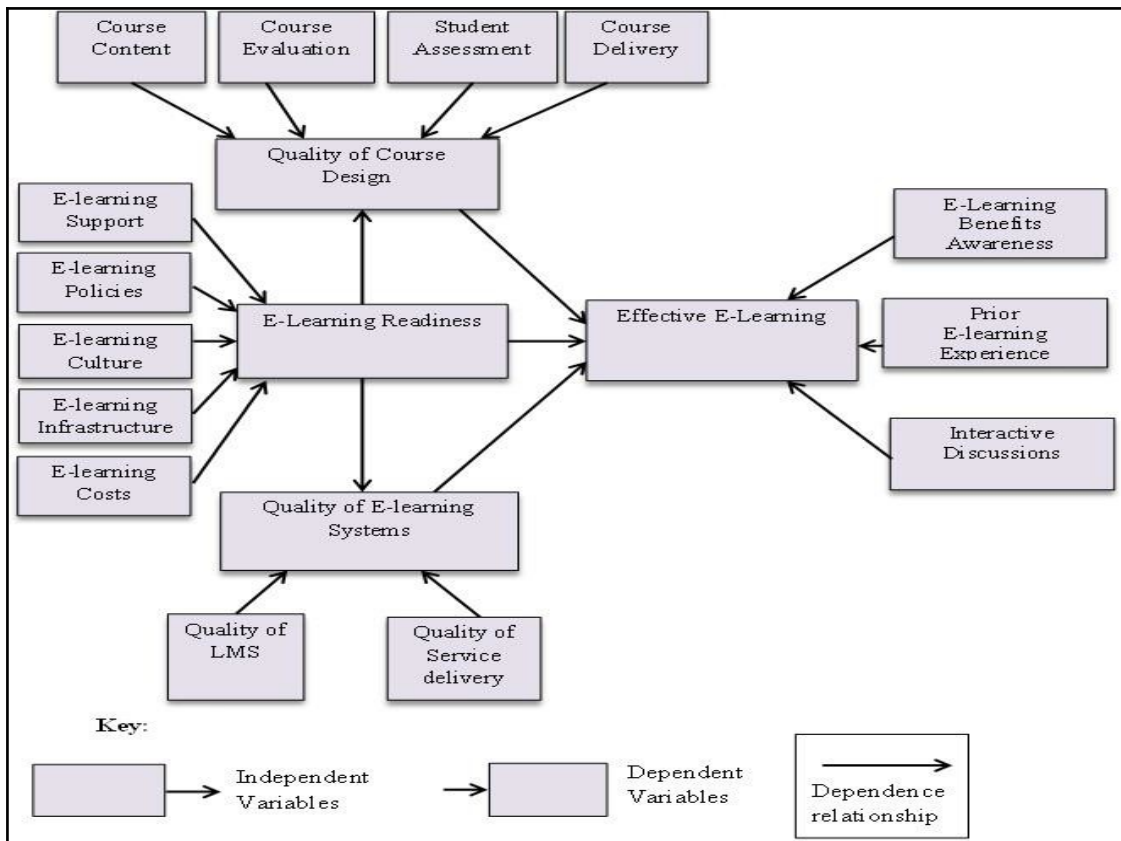 Course
Content
Course
Evaluation
Student
Assessment
Course
Delivery
Quality of Course
Design
E-learning
Support
E-learning
Policies
E-learning
Culture
E-learning
Infrastructure
E-learning
Costs
E-Learning Readiness
Effective E-Learning
E-Learning
Benefits
Awareness
Prior
E-learning
Experience
Interactive
Discussions
Quality of E-learning
Systems
Quality of
LMS
Quality of
Service
delivery
Key:
Independent
Variables
Dependent
Variables
Dependence
relationship